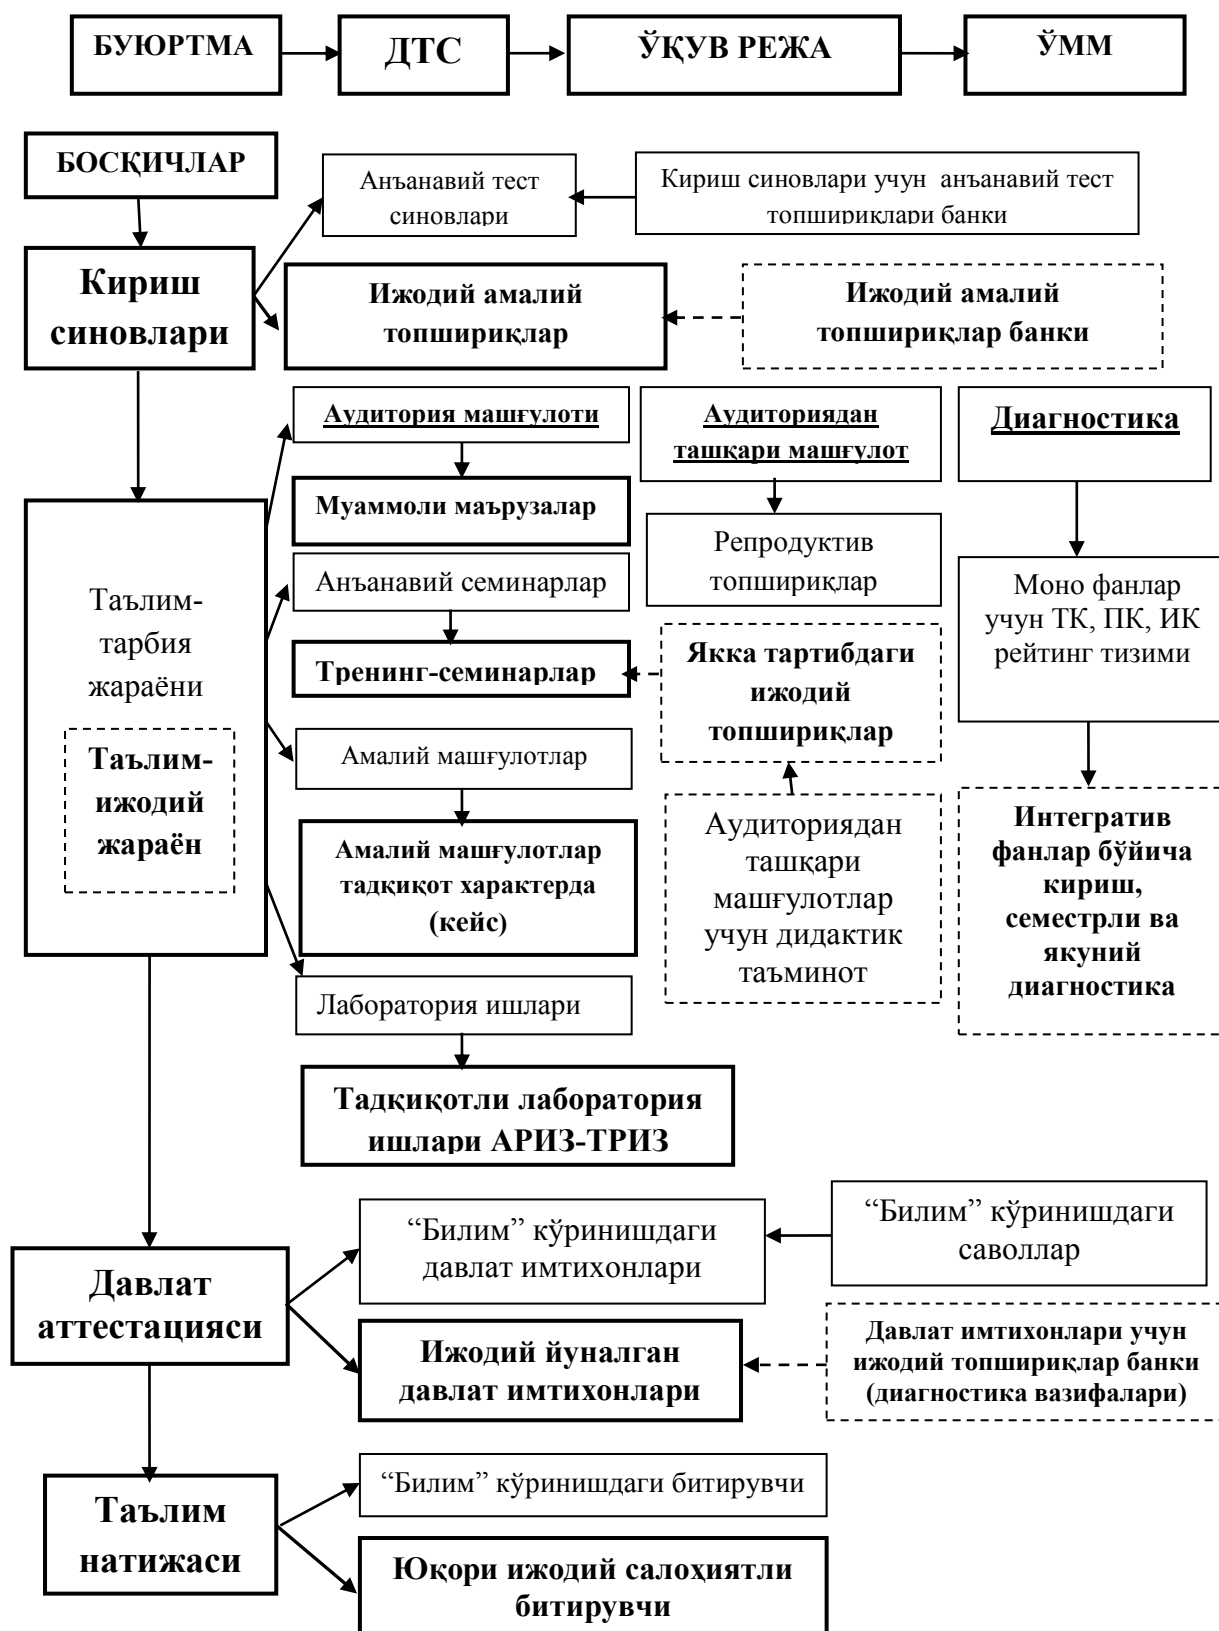 БУЮРТМА
ДТС
ЎҚУВ РЕЖА
ЎММ
БОСҚИЧЛАР
Анъанавий тест
синовлари
Кириш синовлари учун анъанавий тест
топшириқлари банки
Кириш
синовлари
Ижодий амалий
топшириқлар
Ижодий амалий
топшириқлар банки
Аудитория машғулоти
Аудиториядан
ташқари машғулот
Диагностика
Муаммоли маърузалар
Репродуктив
топшириқлар
Анъанавий семинарлар
Моно фанлар
учун ТК, ПК, ИК
рейтинг тизими
Таълим-
тарбия
жараёни
Тренинг-семинарлар
Якка тартибдаги
ижодий
топшириқлар
Таълим-
ижодий
жараён
Амалий машғулотлар
Амалий машғулотлар
тадқиқот характерда
(кейс)
Аудиториядан
ташқари
машғулотлар
учун дидактик
таъминот
Интегратив
фанлар бўйича
кириш,
семестрли ва
якуний
диагностика
Лаборатория ишлари
Тадқиқотли лаборатория
ишлари АРИЗ-ТРИЗ
“Билим” кўринишдаги
давлат имтихонлари
“Билим” кўринишдаги
саволлар
Давлат
аттестацияси
Ижодий йуналган
давлат имтихонлари
Давлат имтихонлари учун
ижодий топшириқлар банки
(диагностика вазифалари)
“Билим” кўринишдаги битирувчи
Таълим
натижаси
Юқори ижодий салоҳиятли
битирувчи